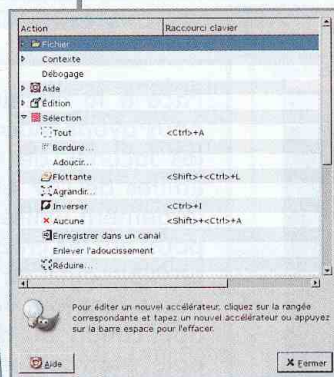 Action Raccourci clavier
Fichier
Contexte
Débogage
Aide
Édition
Sélection
Tout <Ctrl>+A
Bordure...
Adoucir...
Flottante <Shift>+<Ctrl>+L
Agrandir...
Inverser <Ctrl>+I
Aucune <Shift>+<Ctrl>+A
Enregistrer dans un canal
Enlever l'adoucissement
Réduire...
Pour éditer un nouvel accélérateur, cliquez sur la rangée
correspondante et tapez un nouvel accélérateur ou appuyez
sur la barre espace pour l'effacer.
Aide Fermer